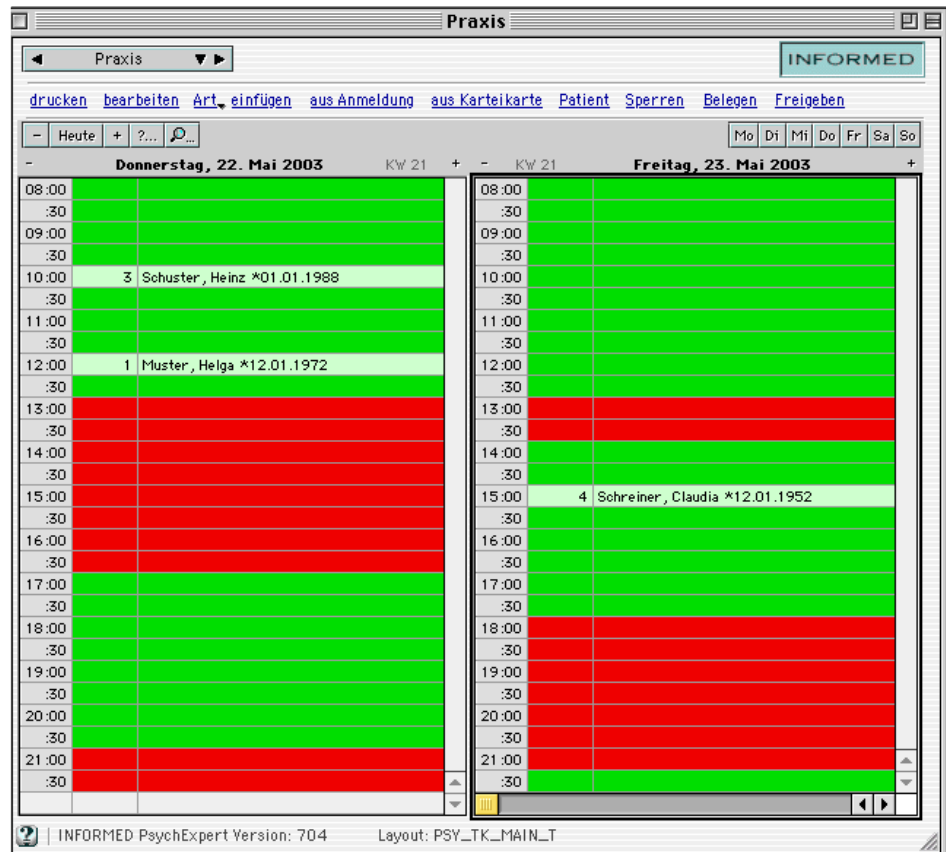 Praxis
Praxis
INFORMED
drucken bearbeiten Art einfügen aus Anmeldung aus Karteikarte Patient Sperren Belegen Freigeben
- Heute + ?... ... Mo Di Mi Do Fr Sa So
- Donnerstag, 22. Mai 2003 KW 21 + - KW 21 Freitag, 23. Mai 2003 +
08:00 08:00
:30 :30
09:00 09:00
:30 :30
10:00 3 Schuster, Heinz *01.01.1988 10:00
:30 :30
11:00 11:00
:30 :30
12:00 1 Muster, Helga *12.01.1972 12:00
:30 :30
13:00 13:00
:30 :30
14:00 14:00
:30 :30
15:00 15:00 4 Schreiner, Claudia *12.01.1952
:30 :30
16:00 16:00
:30 :30
17:00 17:00
:30 :30
18:00 18:00
:30 :30
19:00 19:00
:30 :30
20:00 20:00
:30 :30
21:00 21:00
:30 :30
? | INFORMED PsychExpert Version: 704 Layout: PSY_TK_MAIN_T